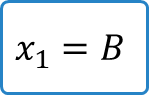 x₁ = B